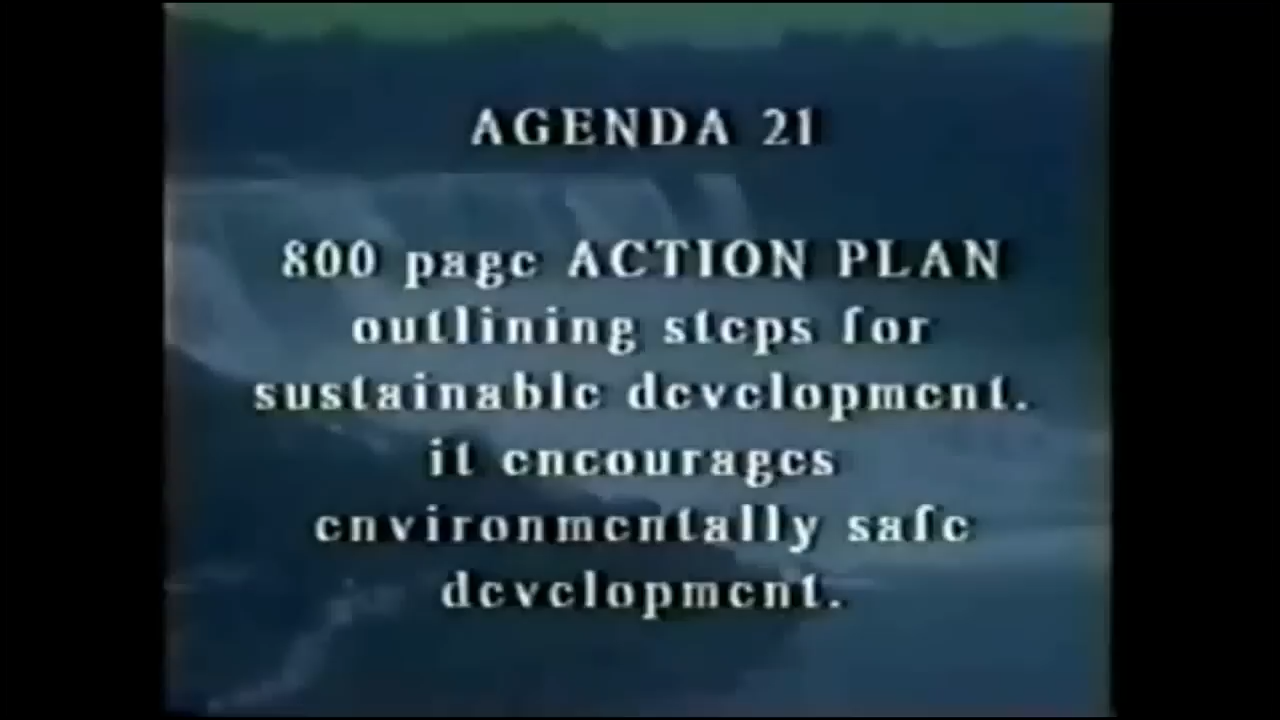 AGENDA 21
800 page ACTION PLAN
outlining steps for
sustainable development.
it encourages
environmentally safe
development.